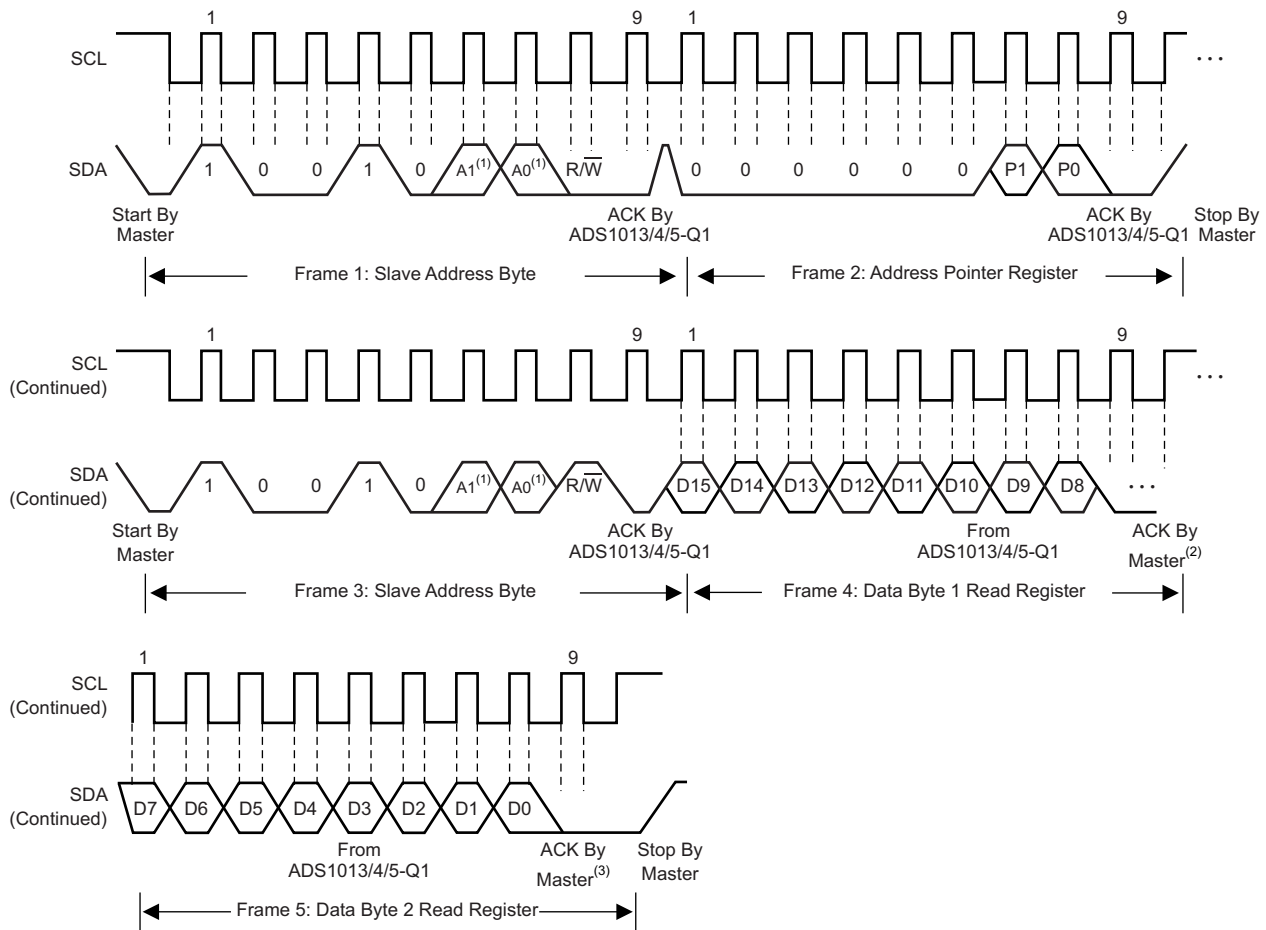 1 9 1 9
SCL ...
SDA 1 0 0 1 0 A1(1) A0(1) R/W 0 0 0 0 0 0 P1 P0
Start By
Master
ACK By
ADS1013/4/5-Q1
ACK By
ADS1013/4/5-Q1
Stop By
Master
Frame 1: Slave Address Byte
Frame 2: Address Pointer Register
1 9 1 9
SCL
(Continued)
...
SDA
(Continued)
1 0 0 1 0 A1(1) A0(1) R/W D15 D14 D13 D12 D11 D10 D9 D8 ...
Start By
Master
ACK By
ADS1013/4/5-Q1
From
ADS1013/4/5-Q1
ACK By
Master(2)
Frame 3: Slave Address Byte
Frame 4: Data Byte 1 Read Register
1 9
SCL
(Continued)
SDA
(Continued)
D7 D6 D5 D4 D3 D2 D1 D0
From
ADS1013/4/5-Q1
ACK By
Master(3)
Stop By
Master
Frame 5: Data Byte 2 Read Register